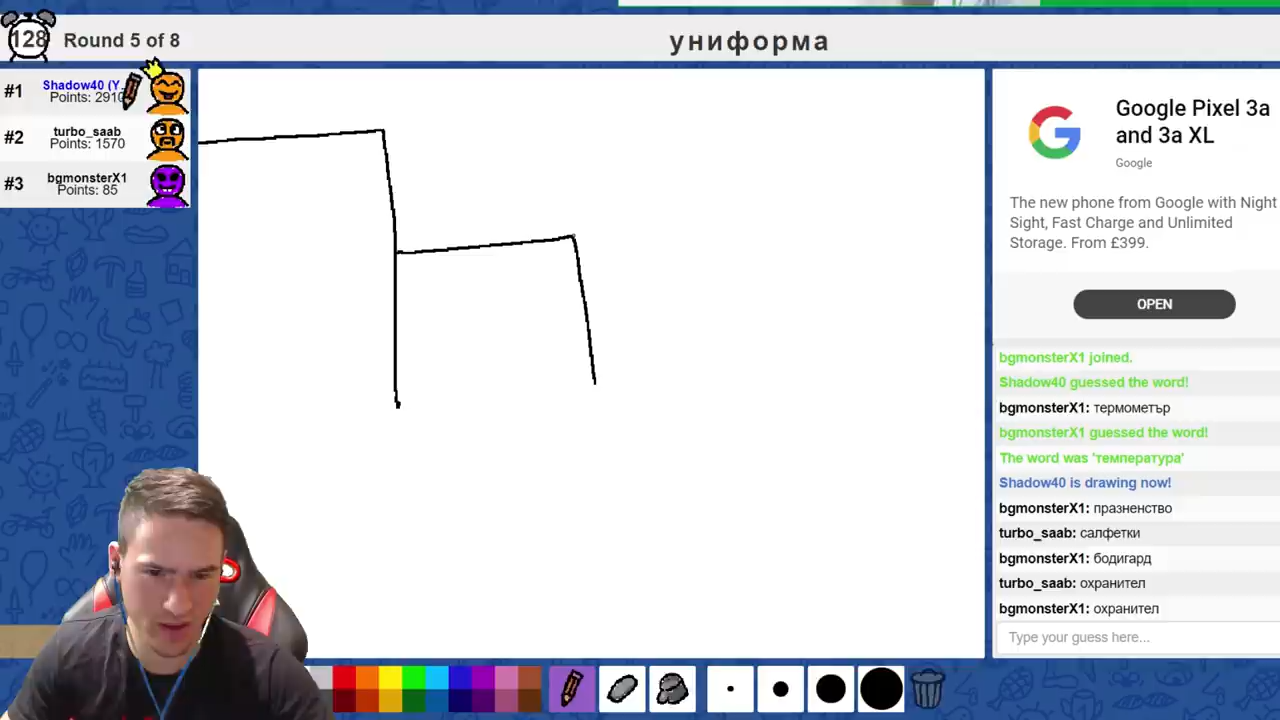 128
Round 5 of 8
униформа
#1
Shadow40 (Y
Points: 2910
#2
turbo_saab
Points: 1570
#3
bgmonsterX1
Points: 85
Google Pixel 3a
and 3a XL
Google
The new phone from Google with Night
Sight, Fast Charge and Unlimited
Storage. From £399.
OPEN
bgmonsterX1 joined.
Shadow40 guessed the word!
bgmonsterX1: термометър
bgmonsterX1 guessed the word!
The word was 'температура'
Shadow40 is drawing now!
bgmonsterX1: празненство
turbo_saab: салфетки
bgmonsterX1: бодигард
turbo_saab: охранител
bgmonsterX1: охранител
Type your guess here...